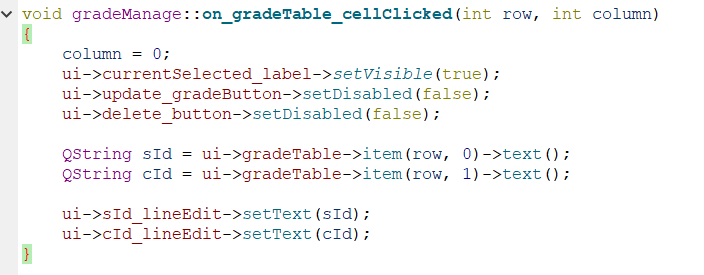 void gradeManage::on_gradeTable_cellClicked(int row, int column)
{
    column = 0;
    ui->currentSelected_label->setVisible(true);
    ui->update_gradeButton->setDisabled(false);
    ui->delete_button->setDisabled(false);

    QString sId = ui->gradeTable->item(row, 0)->text();
    QString cId = ui->gradeTable->item(row, 1)->text();

    ui->sId_lineEdit->setText(sId);
    ui->cId_lineEdit->setText(cId);
}